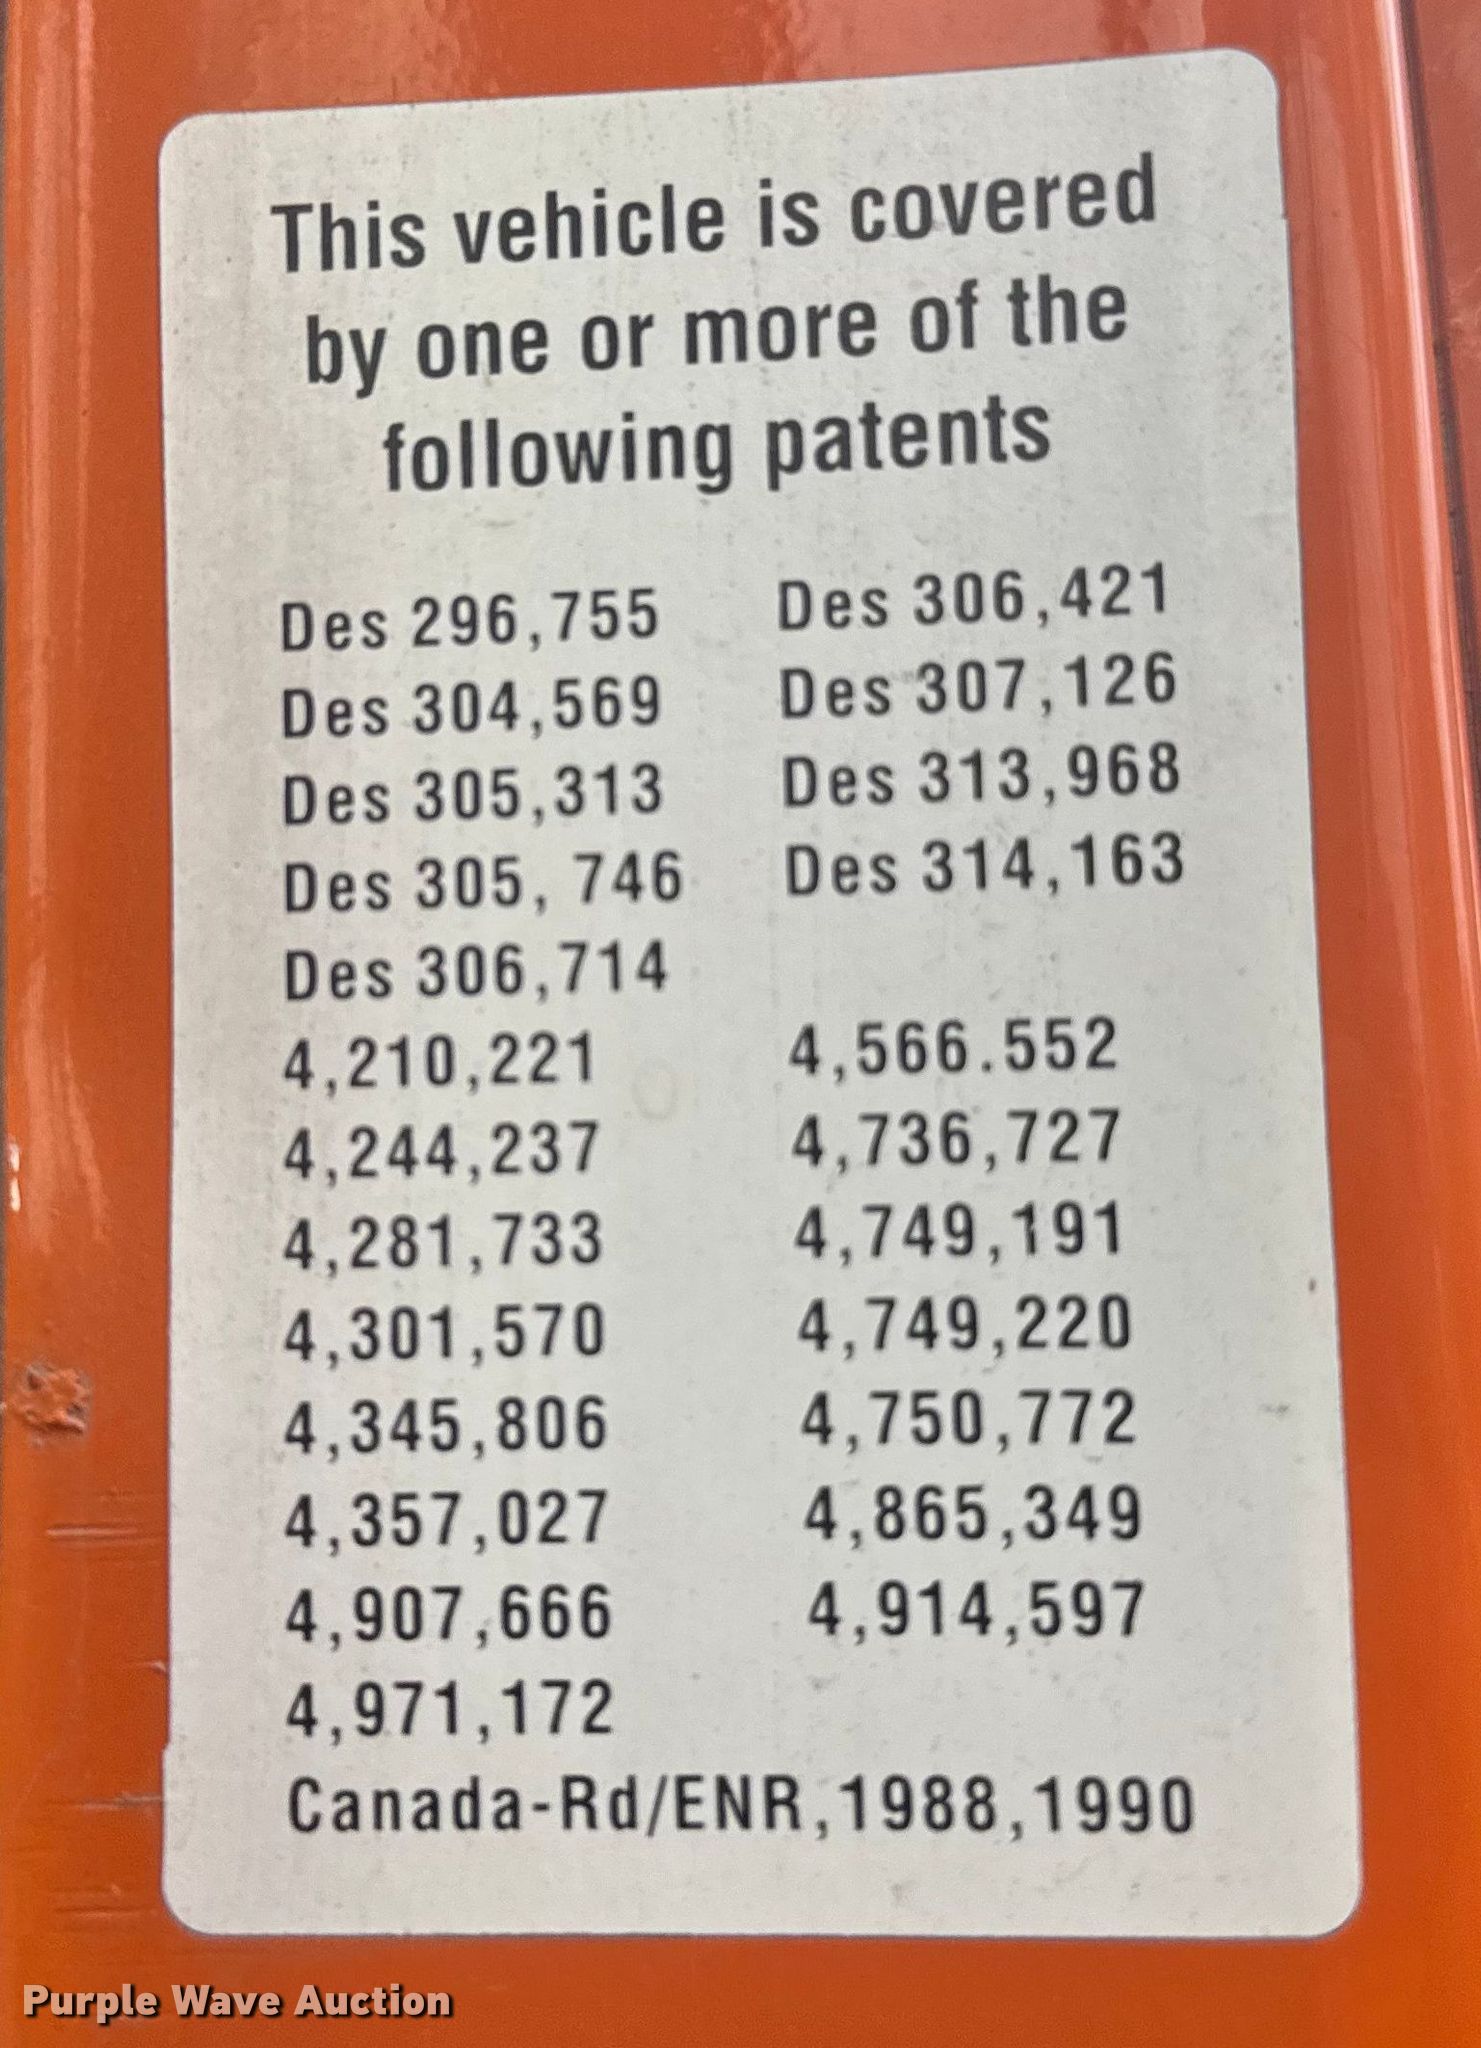 This vehicle is covered
by one or more of the
following patents
Des 296,755 Des 306,421
Des 304,569 Des 307,126
Des 305,313 Des 313,968
Des 305, 746 Des 314,163
Des 306,714
4,210,221 4,566.552
4,244,237 4,736,727
4,281,733 4,749,191
4,301,570 4,749,220
4,345,806 4,750,772
4,357,027 4,865,349
4,907,666 4,914,597
4,971,172
Canada-Rd/ENR,1988,1990
Purple Wave Auction